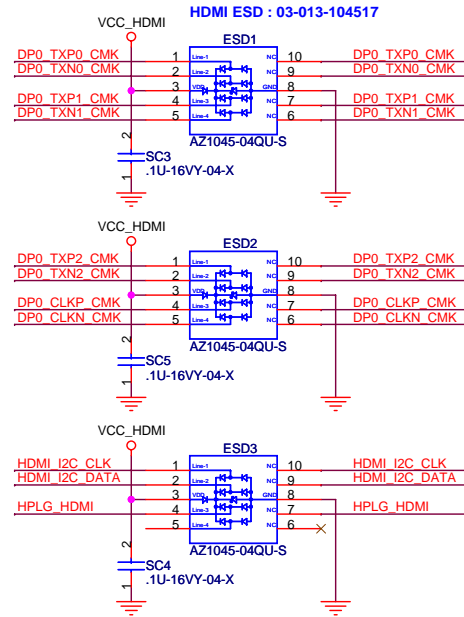 HDMI ESD : 03-013-104517
VCC_HDMI
ESD1
DP0_TXP0_CMK 1 Line-1 NC 10 DP0_TXP0_CMK
DP0_TXN0_CMK 2 Line-2 NC 9 DP0_TXN0_CMK
3 VDD GND 8
DP0_TXP1_CMK 4 Line-3 NC 7 DP0_TXP1_CMK
DP0_TXN1_CMK 5 Line-4 NC 6 DP0_TXN1_CMK
AZ1045-04QU-S
2
SC3
.1U-16VY-04-X
1
VCC_HDMI
ESD2
DP0_TXP2_CMK 1 Line-1 NC 10 DP0_TXP2_CMK
DP0_TXN2_CMK 2 Line-2 NC 9 DP0_TXN2_CMK
3 VDD GND 8
DP0_CLKP_CMK 4 Line-3 NC 7 DP0_CLKP_CMK
DP0_CLKN_CMK 5 Line-4 NC 6 DP0_CLKN_CMK
AZ1045-04QU-S
2
SC5
.1U-16VY-04-X
1
VCC_HDMI
ESD3
HDMI_I2C_CLK 1 Line-1 NC 10 HDMI_I2C_CLK
HDMI_I2C_DATA 2 Line-2 NC 9 HDMI_I2C_DATA
3 VDD GND 8
HPLG_HDMI 4 Line-3 NC 7 HPLG_HDMI
5 Line-4 NC 6
AZ1045-04QU-S
2
SC4
.1U-16VY-04-X
1